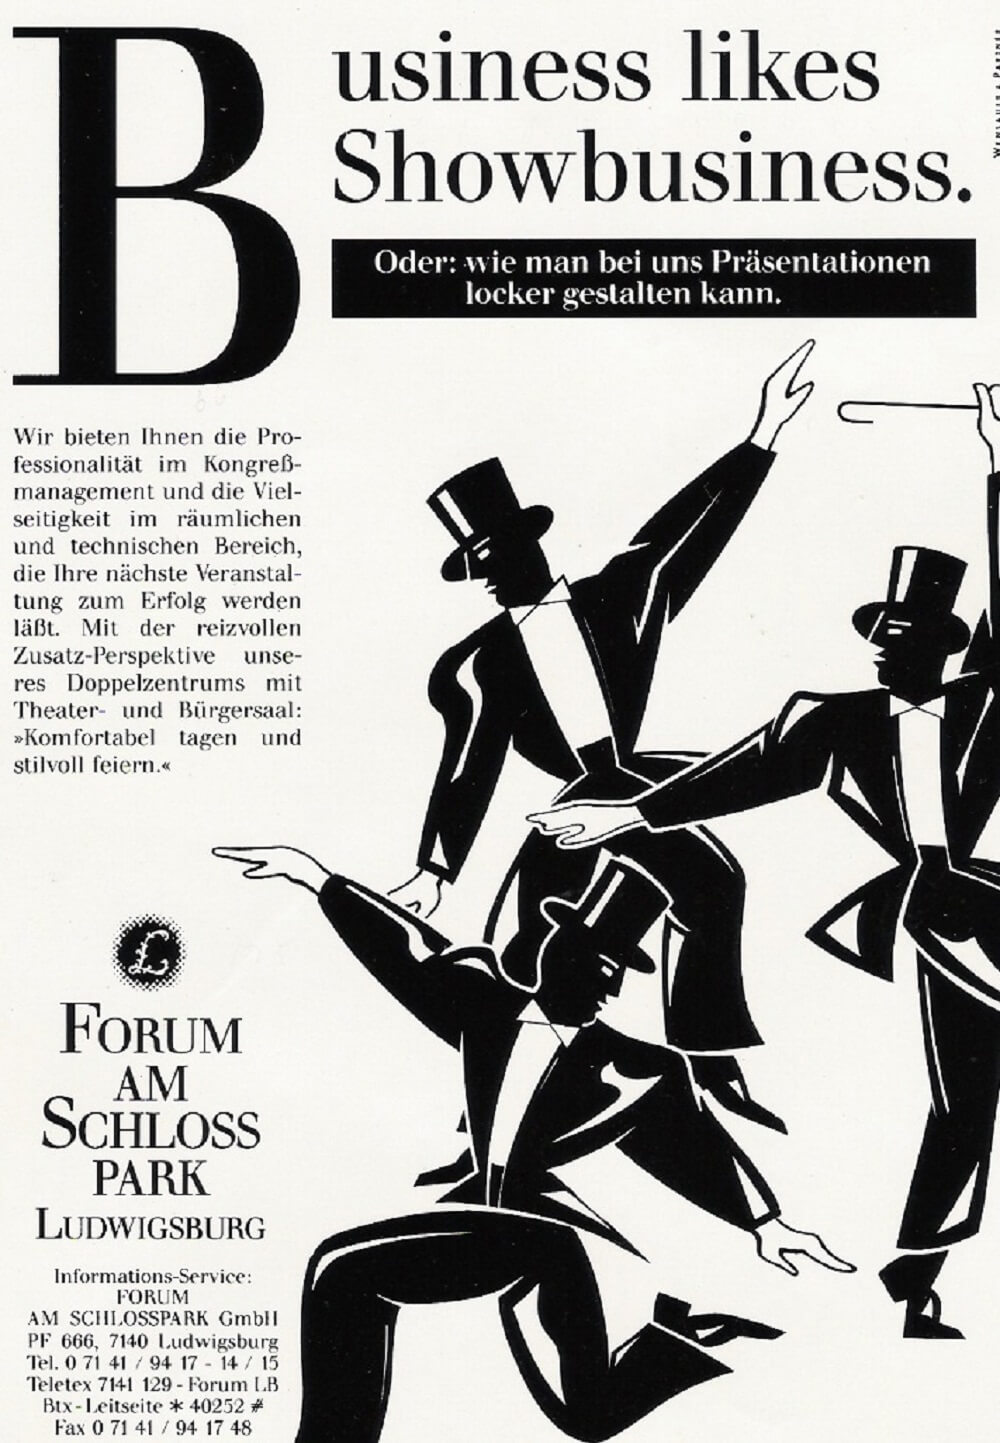 Business likes
Showbusiness.
Oder: wie man bei uns Präsentationen
locker gestalten kann.
Wir bieten Ihnen die Pro-
fessionalität im Kongreß-
management und die Viel-
seitigkeit im räumlichen
und technischen Bereich,
die Ihre nächste Veranstal-
tung zum Erfolg werden
läßt. Mit der reizvollen
Zusatz-Perspektive unse-
res Doppelzentrums mit
Theater- und Bürgersaal:
»Komfortabel tagen und
stilvoll feiern.«
FORUM
AM
SCHLOSS
PARK
LUDWIGSBURG
Informations-Service:
FORUM
AM SCHLOSSPARK GmbH
PF 666, 7140 Ludwigsburg
Tel. 0 71 41 / 94 17 - 14 / 15
Teletex 7141 129 - Forum LB
Btx-Leitseite * 40252 #
Fax 0 71 41 / 94 17 48